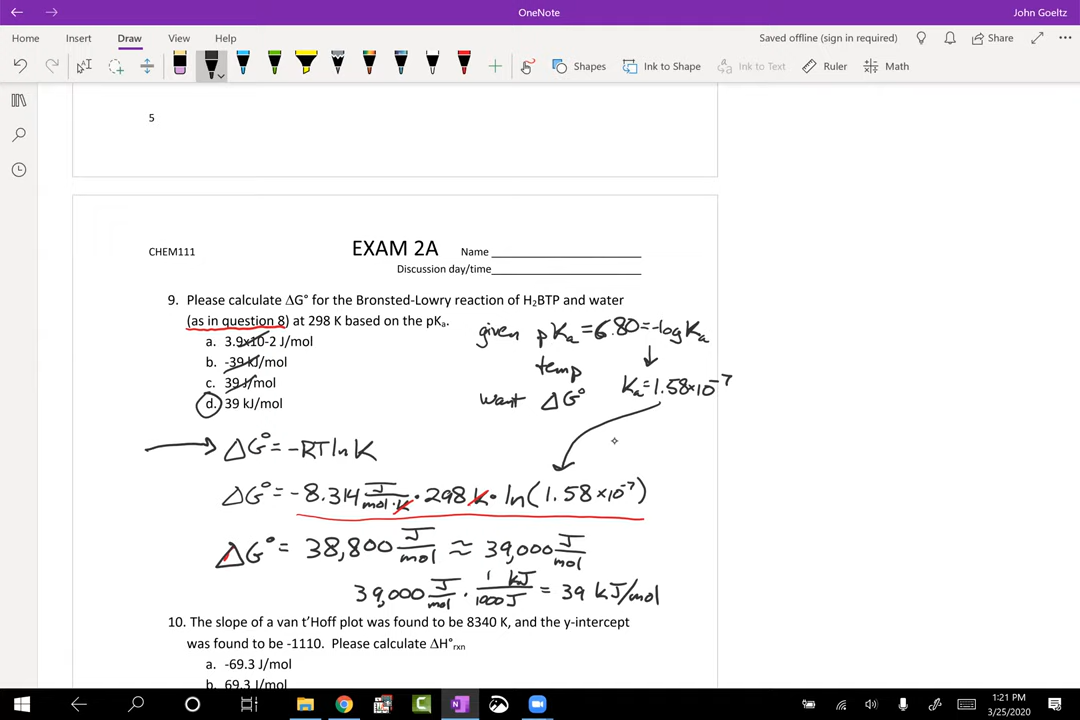 OneNote
John Goeltz
Home Insert Draw View Help
Saved offline (sign in required) Share
Shapes Ink to Shape Ink to Text Ruler Math
5
CHEM111 EXAM 2A Name
Discussion day/time
9. Please calculate ΔG° for the Bronsted-Lowry reaction of H₂BTP and water
(as in question 8) at 298 K based on the pKₐ.
given pKₐ = 6.80 = -log Kₐ
a. 3.9x10-2 J/mol
b. -39 kJ/mol
temp
c. 39 J/mol
Kₐ = 1.58×10⁻⁷
d. 39 kJ/mol
want ΔG°
ΔG° = -RT ln K
ΔG° = -8.314 J/mol·K · 298 K · ln(1.58×10⁻⁷)
ΔG° = 38,800 J/mol ≈ 39,000 J/mol
39,000 J/mol · 1 kJ/1000 J = 39 kJ/mol
10. The slope of a van t'Hoff plot was found to be 8340 K, and the y-intercept
was found to be -1110. Please calculate ΔH°rxn
a. -69.3 J/mol
b. 69.3 J/mol
1:21 PM
3/25/2020